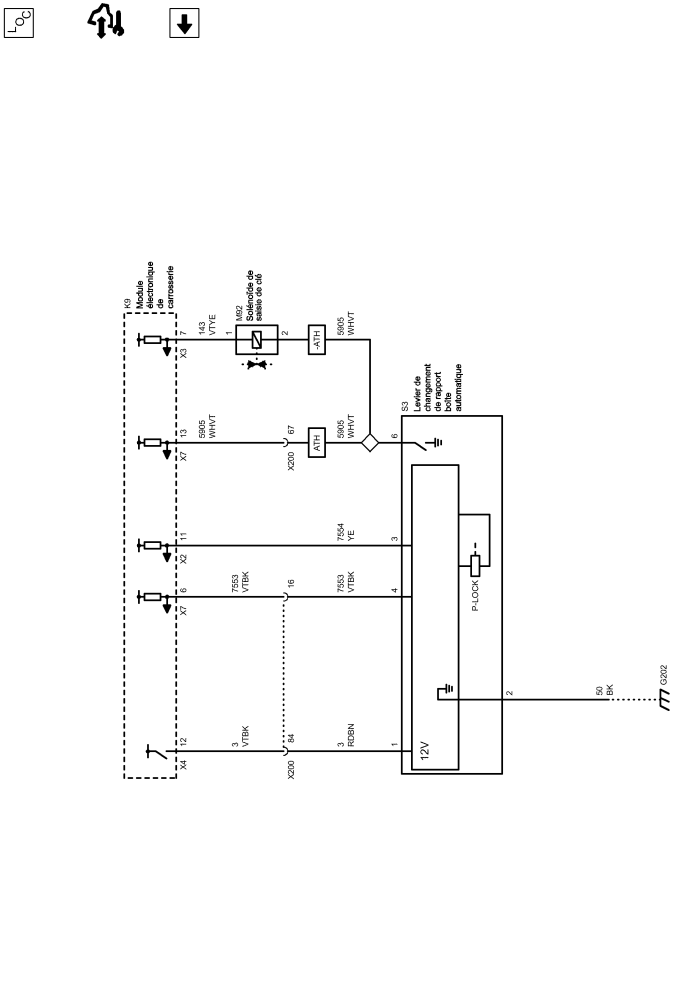 LOC
K9
Module
électronique
de
carrosserie
X3
7
143
VTYE
1
M92
Solénoïde de
saisie de clé
2
-ATH
5905
WHVT
X7
13
5905
WHVT
X200
67
ATH
5905
WHVT
6
S3
Levier de
changement
de rapport
boîte
automatique
X2
11
7554
YE
3
X7
6
7553
VTBK
16
7553
VTBK
4
P-LOCK
X4
12
3
VTBK
X200
84
3
RDBN
1
12V
2
50
BK
G202